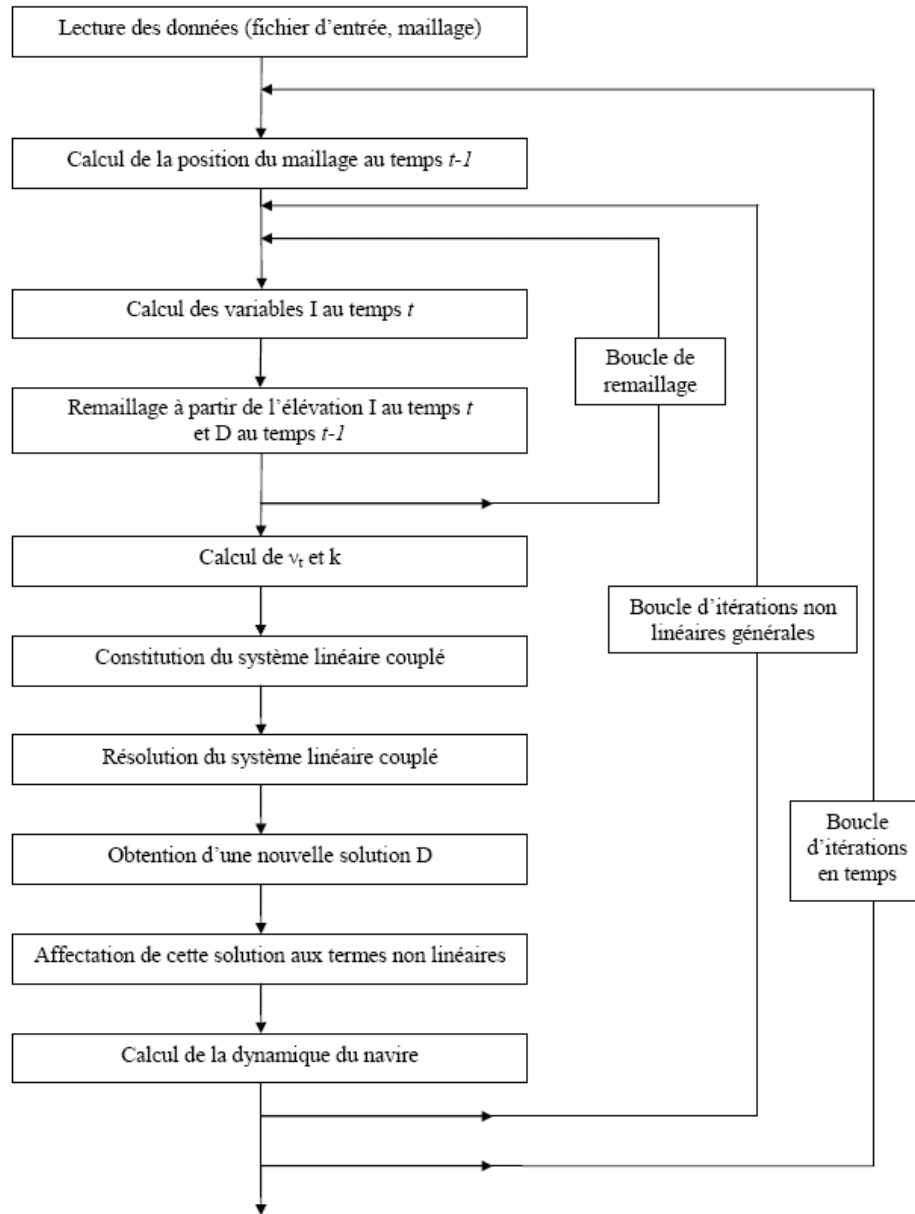 Lecture des données (fichier d'entrée, maillage)
Calcul de la position du maillage au temps t-1
Calcul des variables I au temps t
Boucle de
remaillage
Remaillage à partir de l'élévation I au temps t
et D au temps t-1
Calcul de νt et k
Boucle d'itérations non
linéaires générales
Constitution du système linéaire couplé
Résolution du système linéaire couplé
Boucle
d'itérations
en temps
Obtention d'une nouvelle solution D
Affectation de cette solution aux termes non linéaires
Calcul de la dynamique du navire